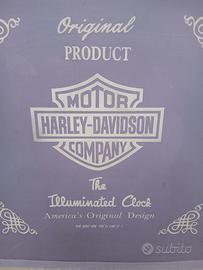 Original
PRODUCT
MOTOR
HARLEY-DAVIDSON
COMPANY
The
Illuminated Clock
America's Original Design
subito